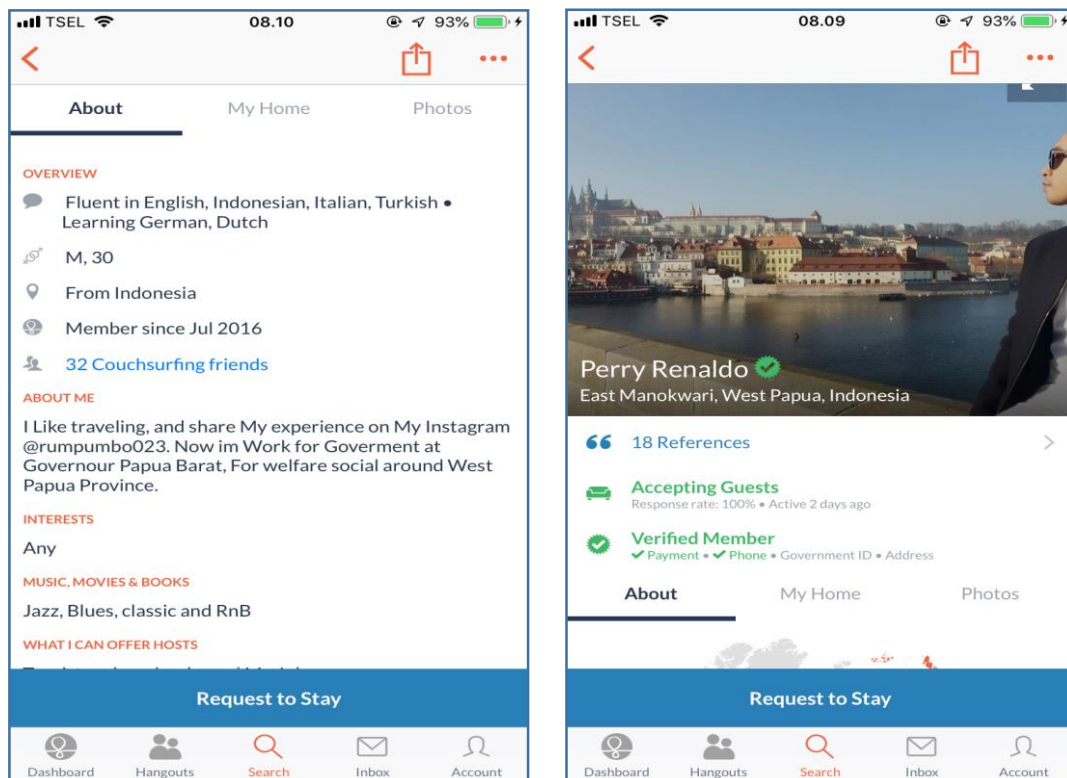 TSEL 08.10 93%
About My Home Photos
OVERVIEW
Fluent in English, Indonesian, Italian, Turkish •
Learning German, Dutch
M, 30
From Indonesia
Member since Jul 2016
32 Couchsurfing friends
ABOUT ME
I Like traveling, and share My experience on My Instagram
@rumpumbo023. Now im Work for Goverment at
Governour Papua Barat, For welfare social around West
Papua Province.
INTERESTS
Any
MUSIC, MOVIES & BOOKS
Jazz, Blues, classic and RnB
WHAT I CAN OFFER HOSTS
Request to Stay
Dashboard Hangouts Search Inbox Account
TSEL 08.09 93%
Perry Renaldo
East Manokwari, West Papua, Indonesia
18 References
Accepting Guests
Response rate: 100% • Active 2 days ago
Verified Member
✓ Payment • ✓ Phone • Government ID • Address
About My Home Photos
Request to Stay
Dashboard Hangouts Search Inbox Account